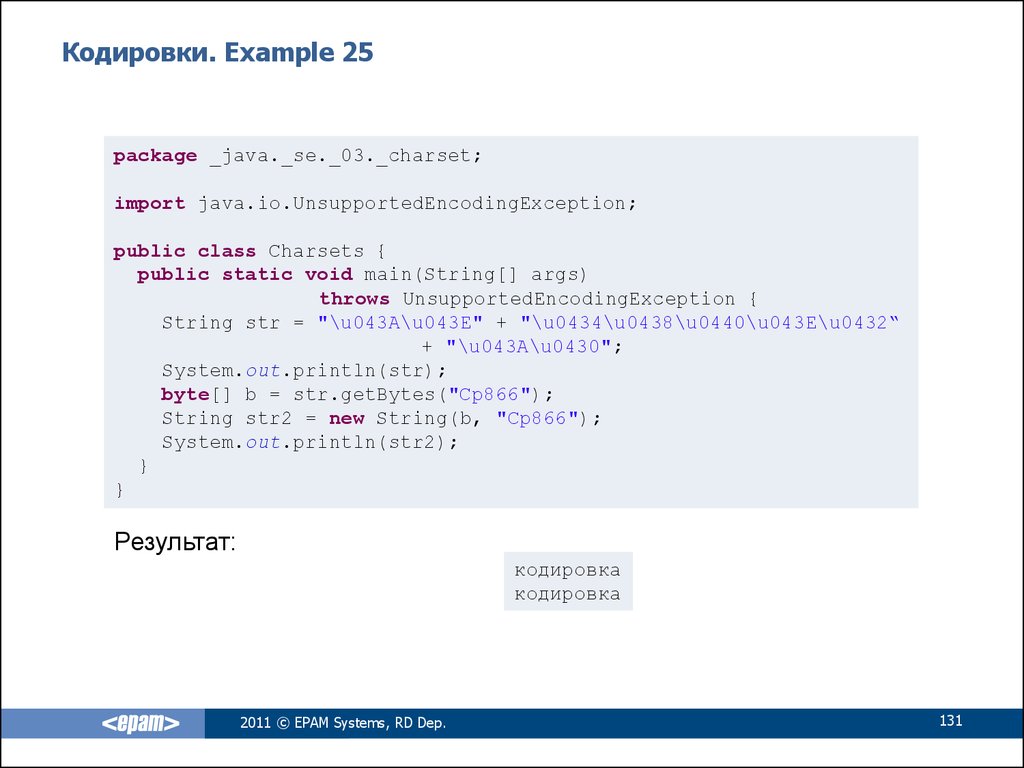 Кодировки. Example 25
package _java._se._03._charset;
import java.io.UnsupportedEncodingException;
public class Charsets {
public static void main(String[] args)
throws UnsupportedEncodingException {
String str = "\u043A\u043E" + "\u0434\u0438\u0440\u043E\u0432“
+ "\u043A\u0430";
System.out.println(str);
byte[] b = str.getBytes("Cp866");
String str2 = new String(b, "Cp866");
System.out.println(str2);
}
}
Результат:
кодировка
кодировка
<epam> 2011 © EPAM Systems, RD Dep. 131